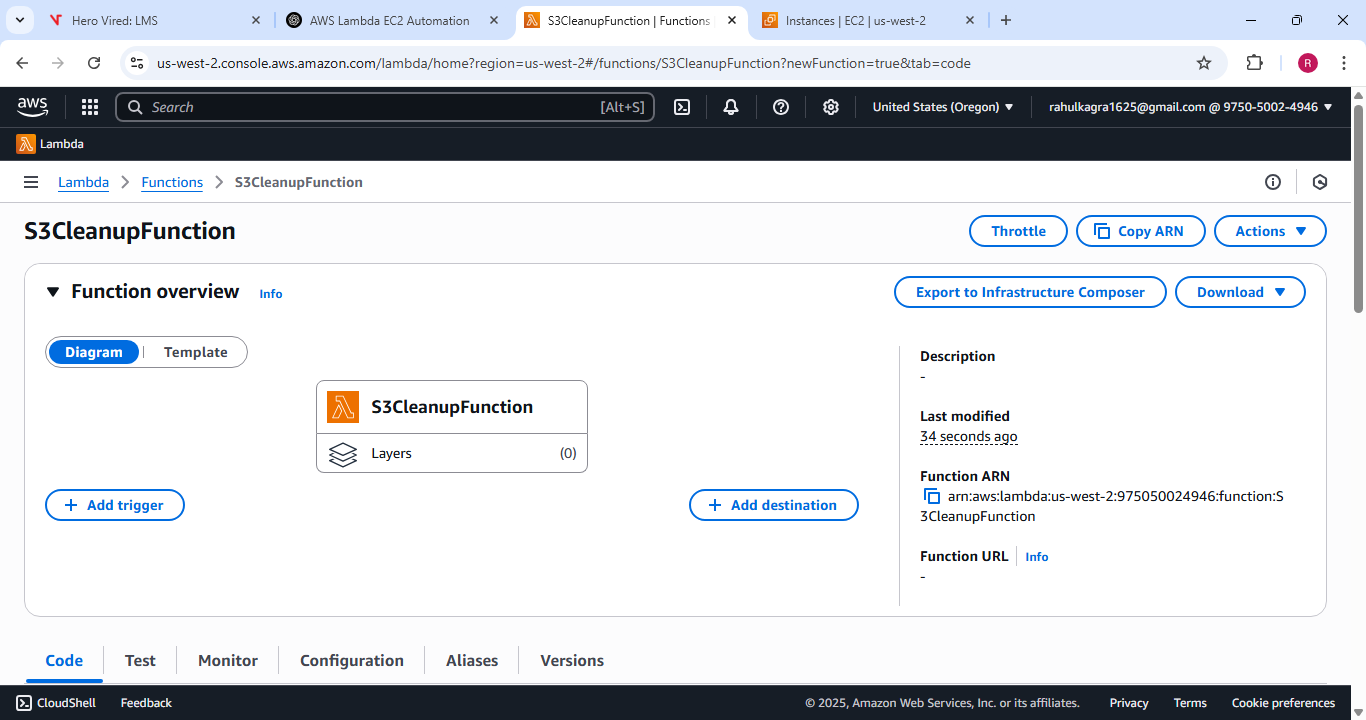 Hero Vired: LMS
AWS Lambda EC2 Automation
S3CleanupFunction | Functions
Instances | EC2 | us-west-2
us-west-2.console.aws.amazon.com/lambda/home?region=us-west-2#/functions/S3CleanupFunction?newFunction=true&tab=code
R
aws
Search
[Alt+S]
United States (Oregon)
rahulkagra1625@gmail.com @ 9750-5002-4946
Lambda
Lambda
Functions
S3CleanupFunction
S3CleanupFunction
Throttle
Copy ARN
Actions
Function overview
Info
Export to Infrastructure Composer
Download
Diagram
Template
S3CleanupFunction
Layers
(0)
Add trigger
Add destination
Description
-
Last modified
34 seconds ago
Function ARN
arn:aws:lambda:us-west-2:975050024946:function:S
3CleanupFunction
Function URL
Info
-
Code
Test
Monitor
Configuration
Aliases
Versions
CloudShell
Feedback
© 2025, Amazon Web Services, Inc. or its affiliates.
Privacy
Terms
Cookie preferences